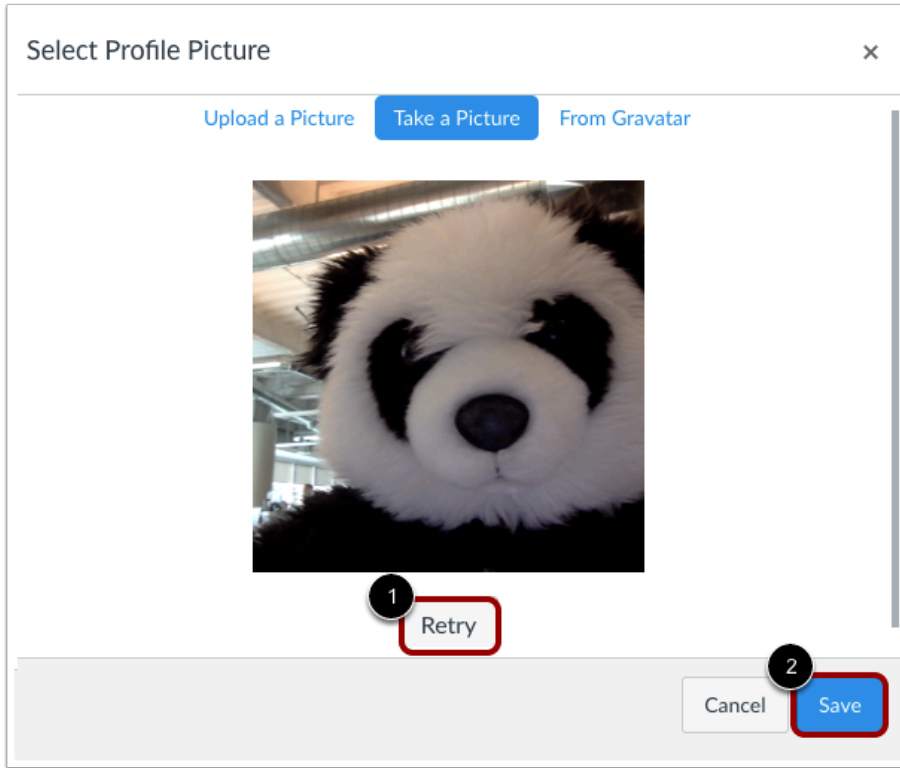 Select Profile Picture ×
Upload a Picture Take a Picture From Gravatar
1
Retry
2
Cancel Save